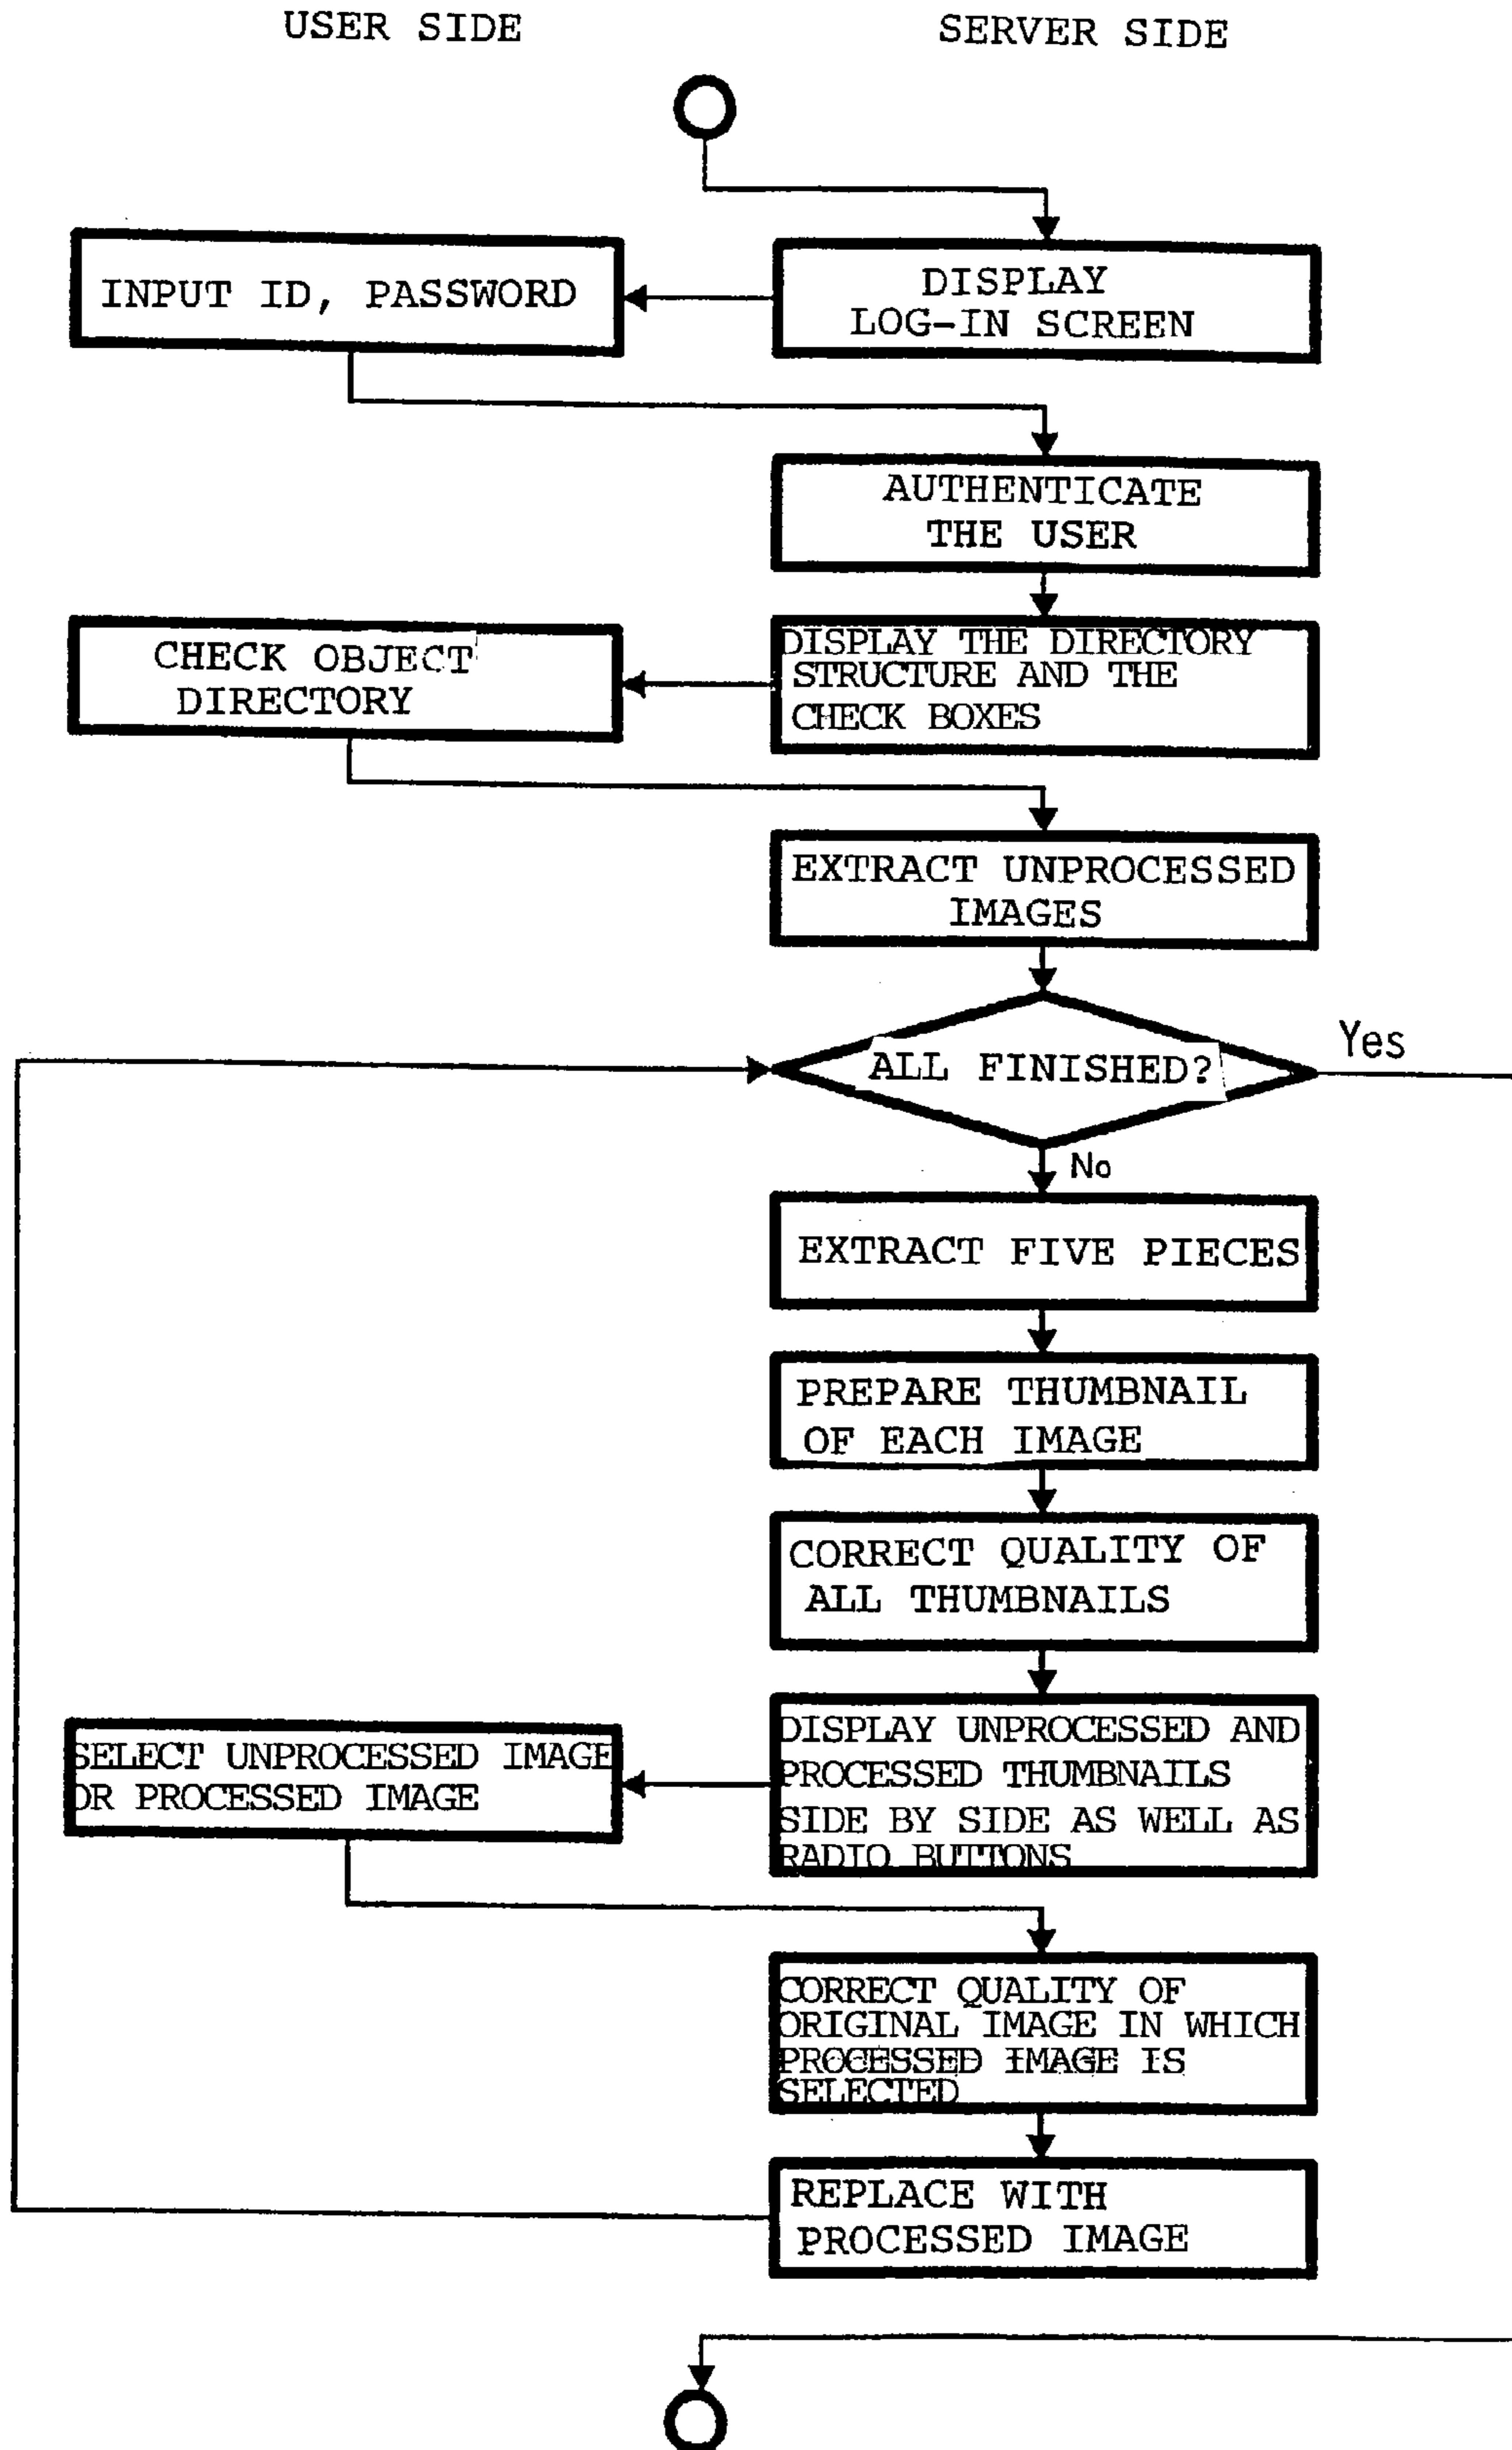 USER SIDE
SERVER SIDE
DISPLAY
LOG-IN SCREEN
INPUT ID, PASSWORD
AUTHENTICATE
THE USER
DISPLAY THE DIRECTORY
STRUCTURE AND THE
CHECK BOXES
CHECK OBJECT
DIRECTORY
EXTRACT UNPROCESSED
IMAGES
ALL FINISHED?
Yes
No
EXTRACT FIVE PIECES
PREPARE THUMBNAIL
OF EACH IMAGE
CORRECT QUALITY OF
ALL THUMBNAILS
DISPLAY UNPROCESSED AND
PROCESSED THUMBNAILS
SIDE BY SIDE AS WELL AS
RADIO BUTTONS
SELECT UNPROCESSED IMAGE
OR PROCESSED IMAGE
CORRECT QUALITY OF
ORIGINAL IMAGE IN WHICH
PROCESSED IMAGE IS
SELECTED
REPLACE WITH
PROCESSED IMAGE